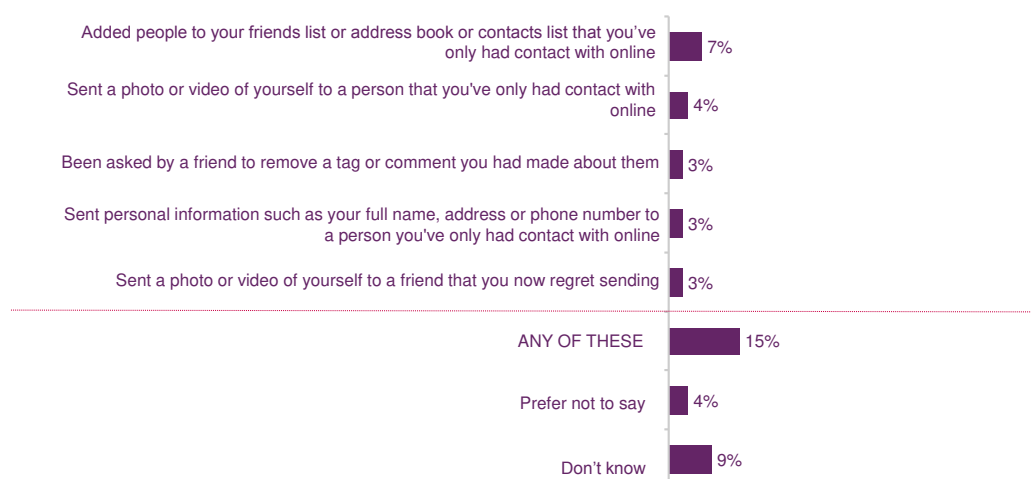 Added people to your friends list or address book or contacts list that you’ve
only had contact with online
7%
Sent a photo or video of yourself to a person that you've only had contact with
online
4%
Been asked by a friend to remove a tag or comment you had made about them
3%
Sent personal information such as your full name, address or phone number to
a person you've only had contact with online
3%
Sent a photo or video of yourself to a friend that you now regret sending
3%
ANY OF THESE
15%
Prefer not to say
4%
Don’t know
9%